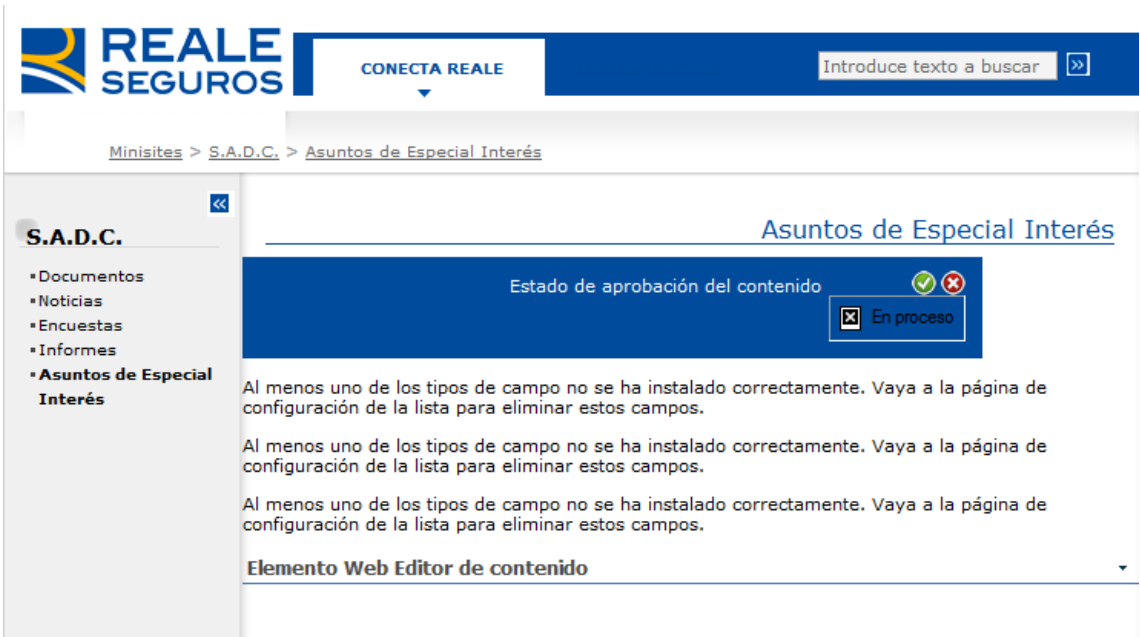 REALE
SEGUROS
CONECTA REALE
Introduce texto a buscar
Minisites > S.A.D.C. > Asuntos de Especial Interés
S.A.D.C.
Documentos
Noticias
Encuestas
Informes
Asuntos de Especial
Interés
Asuntos de Especial Interés
Estado de aprobación del contenido
En proceso
Al menos uno de los tipos de campo no se ha instalado correctamente. Vaya a la página de
configuración de la lista para eliminar estos campos.
Al menos uno de los tipos de campo no se ha instalado correctamente. Vaya a la página de
configuración de la lista para eliminar estos campos.
Al menos uno de los tipos de campo no se ha instalado correctamente. Vaya a la página de
configuración de la lista para eliminar estos campos.
Elemento Web Editor de contenido